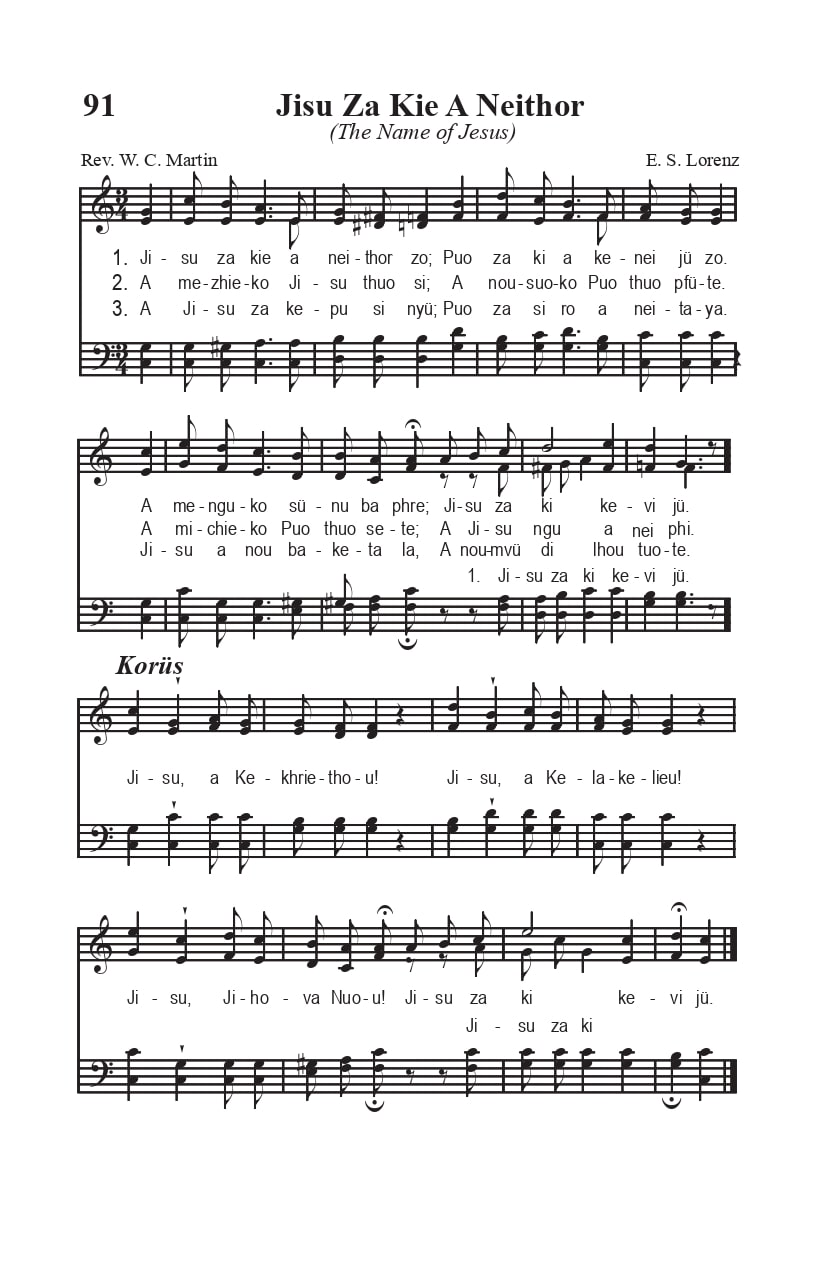 91 Jisu Za Kie A Neithor
(The Name of Jesus)
Rev. W. C. Martin E. S. Lorenz
1. Ji - su za kie a nei - thor zo; Puo za ki a ke - nei jü zo.
2. A me-zhie-ko Ji - su thuo si; A nou-suo-ko Puo thuo pfü-te.
3. A Ji - su za ke - pu si nyü; Puo za si ro a nei - ta-ya.
A me - ngu-ko sü - nu ba phre; Ji-su za ki ke - vi jü.
A mi-chie-ko Puo thuo se - te; A Ji - su ngu a nei phi.
Ji - su a nou ba - ke - ta la, A nou-mvü di lhou tuo-te.
1. Ji-su za ki ke-vi jü.
Korüs
Ji - su, a Ke - khrie-thou! Ji - su, a Ke - la-ke-lieu!
Ji - su, Ji-ho - va Nuo-u! Ji-su za ki ke - vi jü.
Ji - su za ki